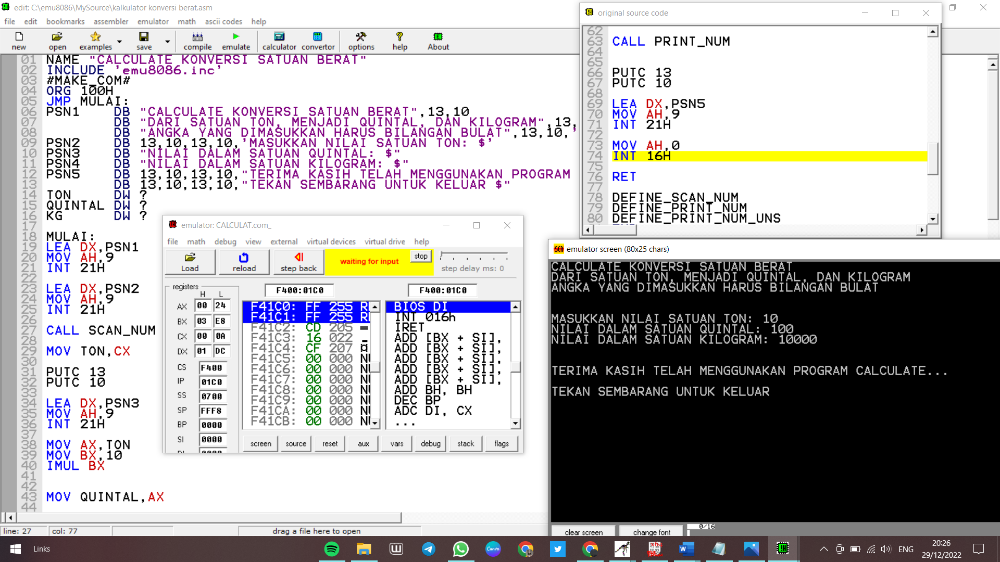 edit: C:\emu8086\MySource\kalkulator konversi berat.asm
file edit bookmarks assembler emulator math ascii codes help
new open examples save compile emulate calculator convertor options help About
01 NAME "CALCULATE KONVERSI SATUAN BERAT"
02 INCLUDE 'emu8086.inc'
03 #MAKE_COM#
04 ORG 100H
05 JMP MULAI:
06 PSN1 DB "CALCULATE KONVERSI SATUAN BERAT",13,10
07 DB "DARI SATUAN TON, MENJADI QUINTAL, DAN KILOGRAM",13,
08 DB "ANGKA YANG DIMASUKKAN HARUS BILANGAN BULAT",13,10,'
09 PSN2 DB 13,10,13,10,'MASUKKAN NILAI SATUAN TON: $'
10 PSN3 DB "NILAI DALAM SATUAN QUINTAL: $"
11 PSN4 DB "NILAI DALAM SATUAN KILOGRAM: $"
12 PSN5 DB 13,10,13,10,"TERIMA KASIH TELAH MENGGUNAKAN PROGRAM
13 DB 13,10,13,10,"TEKAN SEMBARANG UNTUK KELUAR $"
14 TON DW ?
15 QUINTAL DW ?
16 KG DW ?
17
18 MULAI:
19 LEA DX,PSN1
20 MOV AH,9
21 INT 21H
22
23 LEA DX,PSN2
24 MOV AH,9
25 INT 21H
26
27 CALL SCAN_NUM
28
29 MOV TON,CX
30
31 PUTC 13
32 PUTC 10
33
34 LEA DX,PSN3
35 MOV AH,9
36 INT 21H
37
38 MOV AX,TON
39 MOV BX,10
40 IMUL BX
41
42
43 MOV QUINTAL,AX
44
line: 27 col: 77 drag a file here to open
original source code
62
63 CALL PRINT_NUM
64
65
66 PUTC 13
67 PUTC 10
68
69 LEA DX,PSN5
70 MOV AH,9
71 INT 21H
72
73 MOV AH,0
74 INT 16H
75
76 RET
77
78 DEFINE_SCAN_NUM
79 DEFINE_PRINT_NUM
80 DEFINE_PRINT_NUM_UNS
emulator: CALCULAT.com_
file math debug view external virtual devices virtual drive help
Load reload step back waiting for input stop step delay ms: 0
registers F400:01C0 F400:01C0
H L
AX 00 24
BX 03 E8
CX 00 0A
DX 01 DC
CS F400
IP 01C0
SS 0700
SP FFF8
BP 0000
SI 0000
DI 0000
F41C0: FF 255 R
F41C1: FF 255 R
F41C2: CD 205 =
F41C3: 16 022 _
F41C4: CF 207 ¤
F41C5: 00 000 N
F41C6: 00 000 N
F41C7: 00 000 N
F41C8: 00 000 N
F41C9: 00 000 N
F41CA: 00 000 N
F41CB: 00 000 N
BIOS DI
INT 016h
IRET
ADD [BX + SI],
ADD [BX + SI],
ADD [BX + SI],
ADD [BX + SI],
ADD [BX + SI],
ADD BH, BH
DEC BP
ADC DI, CX
...
screen source reset aux vars debug stack flags
SCR emulator screen (80x25 chars)
CALCULATE KONVERSI SATUAN BERAT
DARI SATUAN TON, MENJADI QUINTAL, DAN KILOGRAM
ANGKA YANG DIMASUKKAN HARUS BILANGAN BULAT
MASUKKAN NILAI SATUAN TON: 10
NILAI DALAM SATUAN QUINTAL: 100
NILAI DALAM SATUAN KILOGRAM: 10000
TERIMA KASIH TELAH MENGGUNAKAN PROGRAM CALCULATE...
TEKAN SEMBARANG UNTUK KELUAR
clear screen change font 0/16
Links
Canva
ENG
20:26
29/12/2022